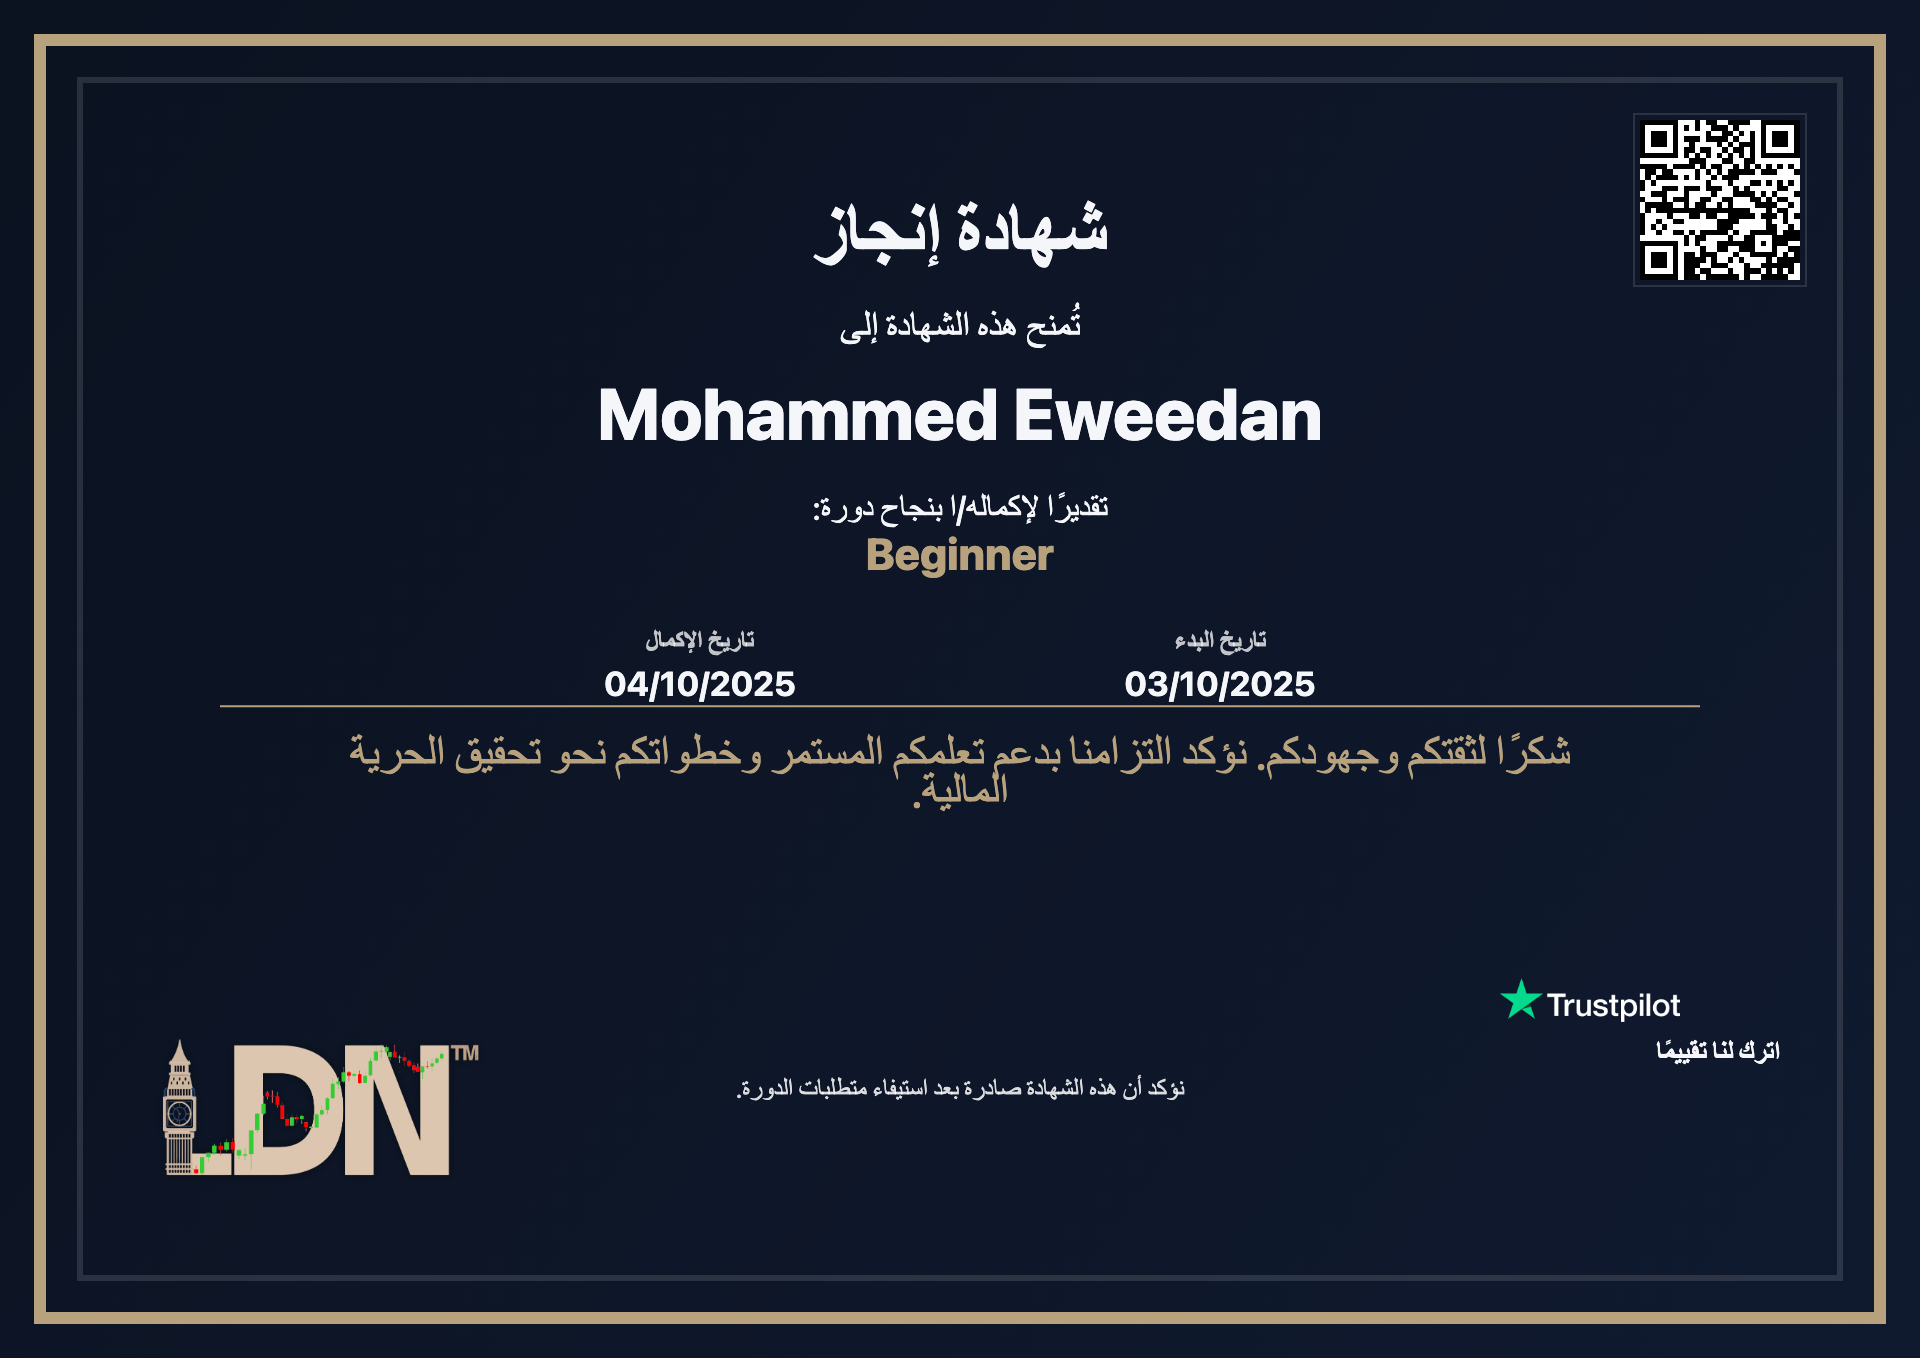 شهادة إنجاز
تُمنح هذه الشهادة إلى
Mohammed Eweedan
تقديرًا لإكماله/ا بنجاح دورة:
Beginner
تاريخ البدء
03/10/2025
تاريخ الإكمال
04/10/2025
شكرًا لثقتكم وجهودكم. نؤكد التزامنا بدعم تعلمكم المستمر وخطواتكم نحو تحقيق الحرية
المالية.
Trustpilot
اترك لنا تقييمًا
نؤكد أن هذه الشهادة صادرة بعد استيفاء متطلبات الدورة.
LDN™